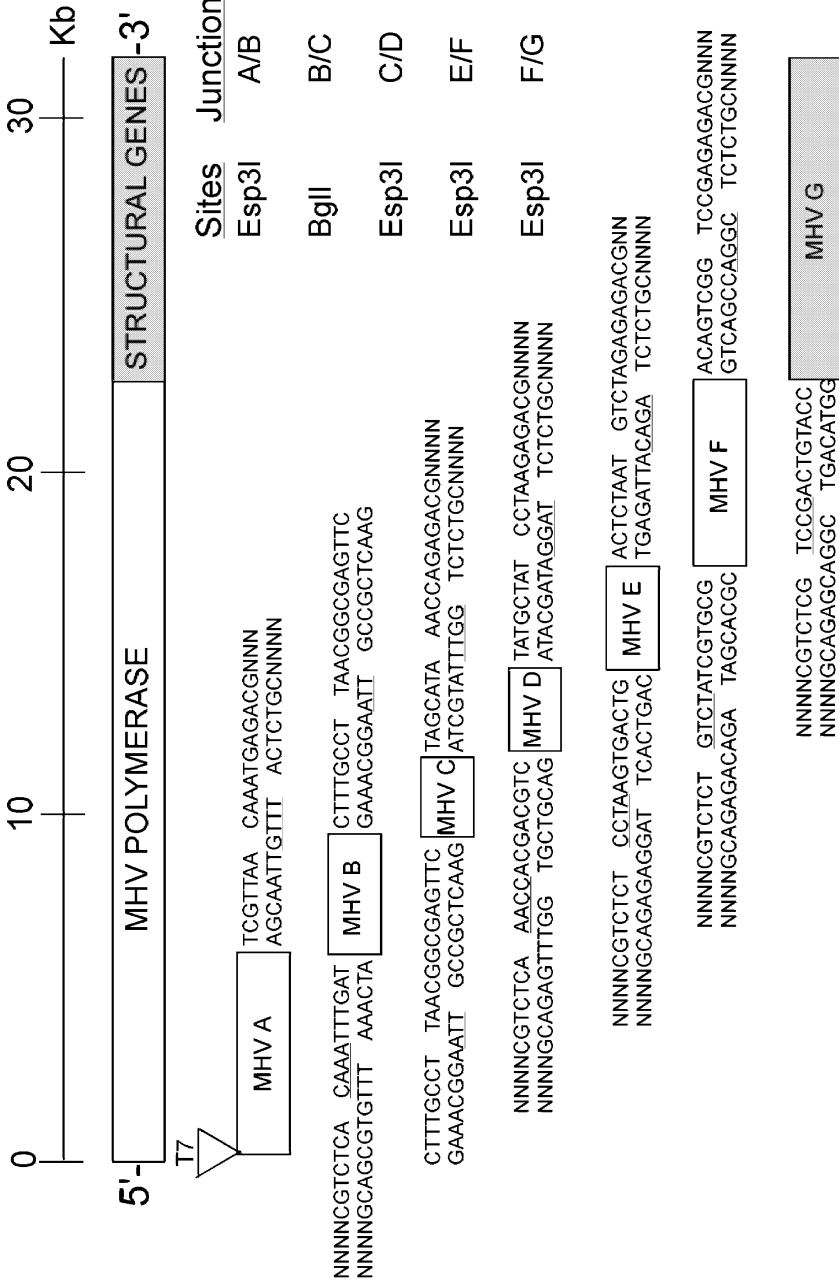 0 10 20 30 Kb
5'- MHV POLYMERASE STRUCTURAL GENES -3'
T7
Sites Junction
Esp3I A/B
BglI B/C
Esp3I C/D
Esp3I E/F
Esp3I F/G
MHV A
TCGTTAA CAAATGAGACGNNN
AGCAATTGTTT ACTCTGCNNNN
NNNNCGTCTCA CAAATTTGAT
NNNNGCAGCGTGTTT AAACTA
MHV B
CTTTGCCT TAACGGCGAGTTC
GAAACGGAATT GCCGCTCAAG
CTTTGCCT TAACGGCGAGTTC
GAAACGGAATT GCCGCTCAAG
MHV C
TAGCATA AACCAGAGACGNNNN
ATCGTATTTGG TCTCTGCNNNN
NNNNCGTCTCA AACCACGACGTC
NNNNGCAGAGTTTGG TGCTGCAG
MHV D
TATGCTAT CCTAAGAGACGNNNN
ATACGATAGGAT TCTCTGCNNNN
NNNNCGTCTCT CCTAAGTGACTG
NNNNGCAGAGAGGAT TCACTGAC
MHV E
ACTCTAAT GTCTAGAGAGACGNN
TGAGATTACAGA TCTCTGCNNNN
NNNNCGTCTCT GTCTATCGTGCG
NNNNGCAGAGACAGA TAGCACGC
MHV F
ACAGTCGG TCCGAGAGACGNNNN
GTCAGCCAGGC TCTCTGCNNNN
NNNNCGTCTCG TCCGACTGTACC
NNNNGCAGAGCAGGC TGACATGG
MHV G